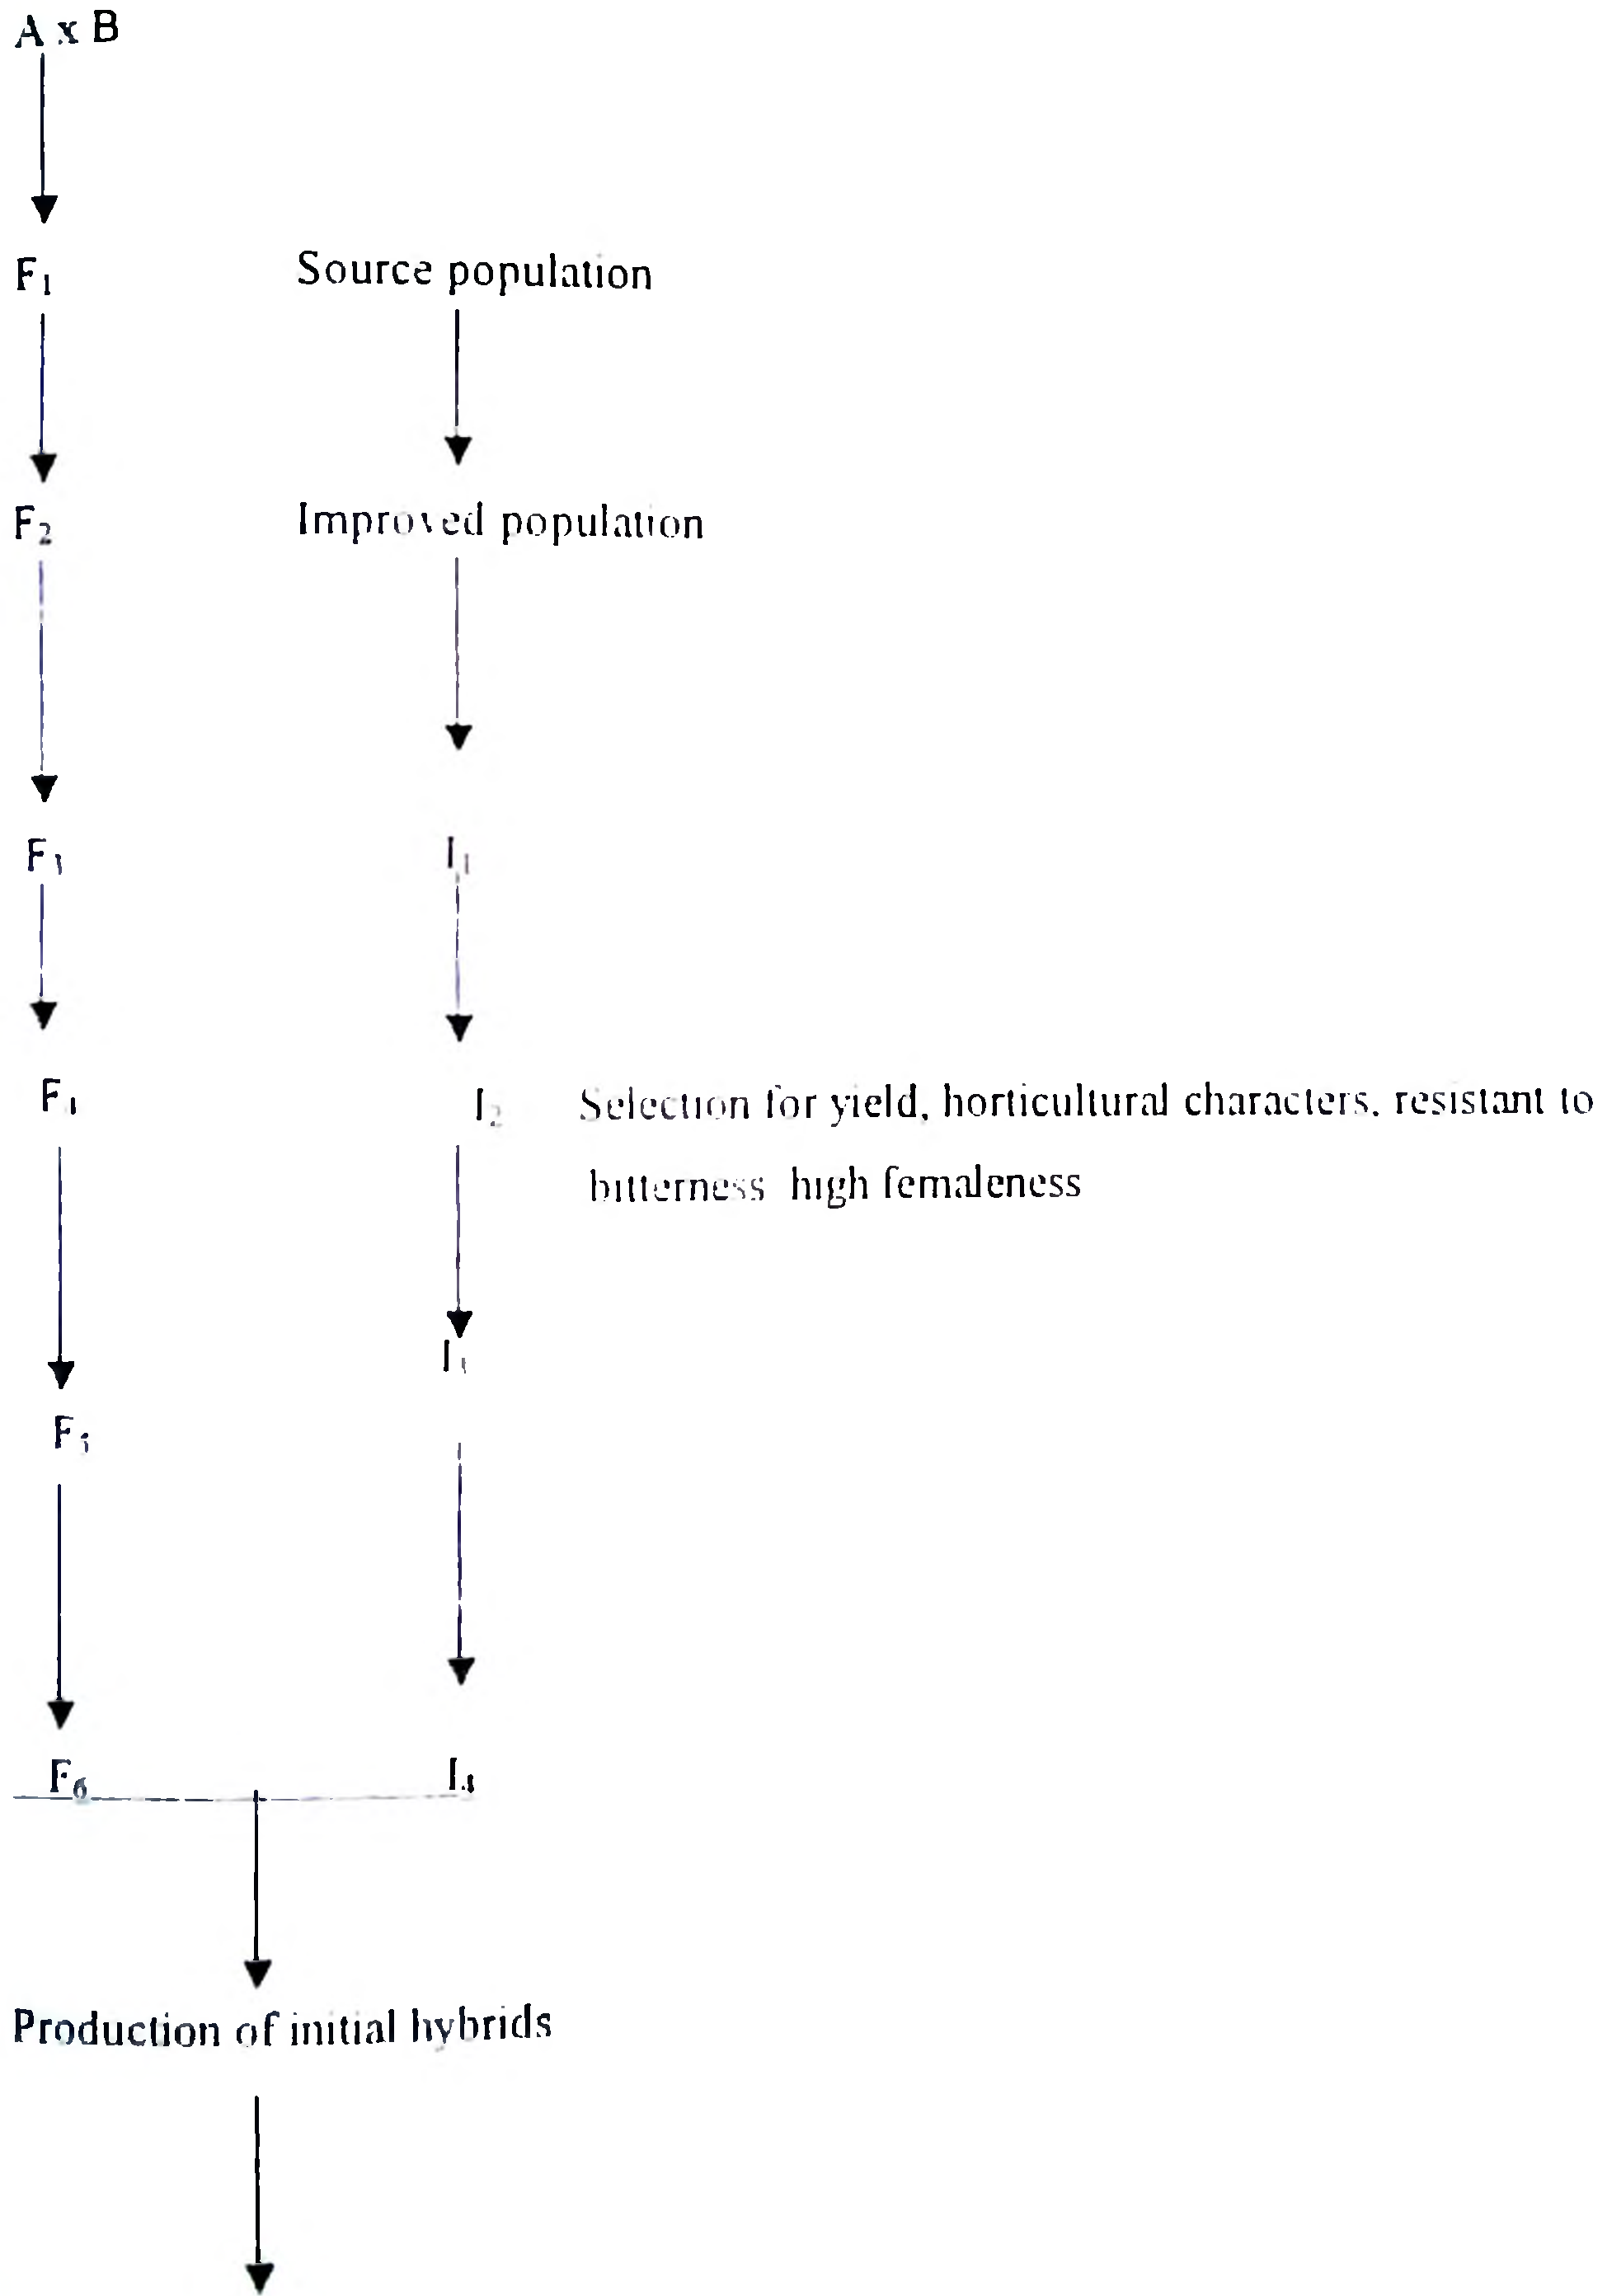 A x B
F₁ Source population
F₂ Improved population
F₃ I₁
F₄ I₂ Selection for yield, horticultural characters, resistant to
bitterness high femaleness
I₃
F₅
F₆ I₄
Production of initial hybrids